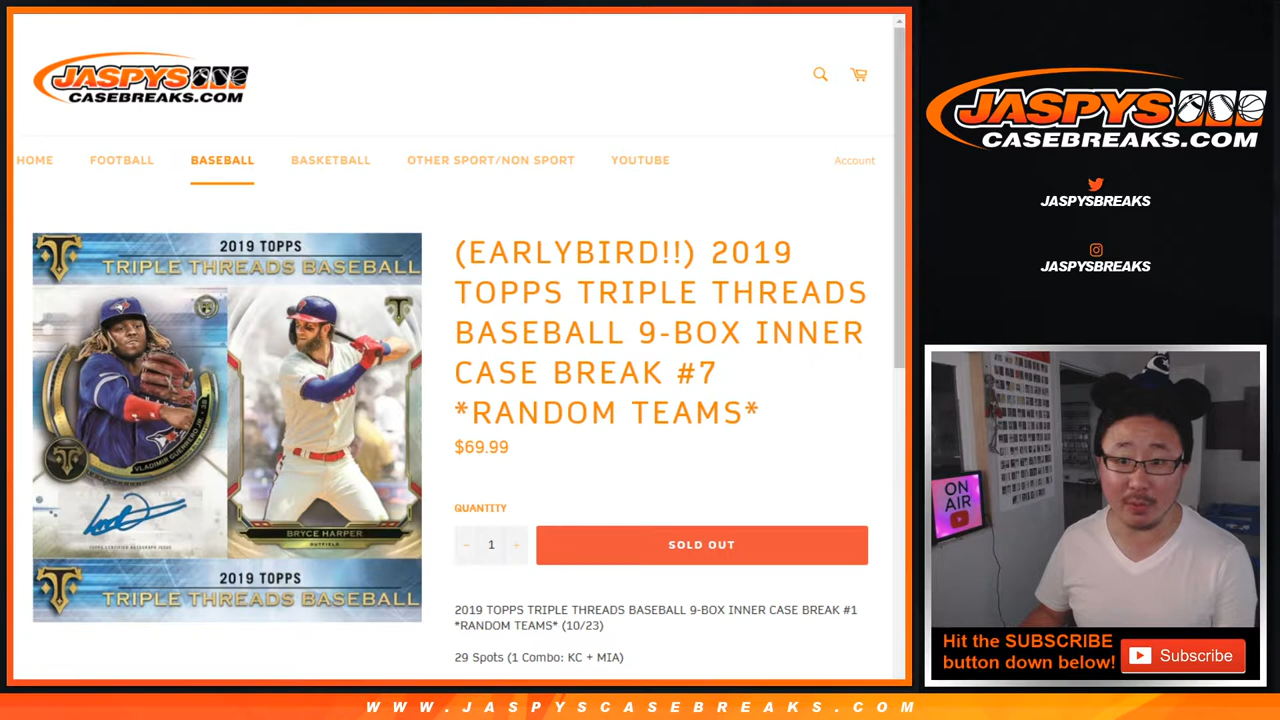 JASPYS
CASEBREAKS.COM
HOME
FOOTBALL
BASEBALL
BASKETBALL
OTHER SPORT/NON SPORT
YOUTUBE
Account
2019 TOPPS
TRIPLE THREADS BASEBALL
VLADIMIR GUERRERO JR.
BRYCE HARPER
OUTFIELD
2019 TOPPS
TRIPLE THREADS BASEBALL
(EARLYBIRD!!) 2019
TOPPS TRIPLE THREADS
BASEBALL 9-BOX INNER
CASE BREAK #7
*RANDOM TEAMS*
$69.99
QUANTITY
− 1 +
SOLD OUT
2019 TOPPS TRIPLE THREADS BASEBALL 9-BOX INNER CASE BREAK #1
*RANDOM TEAMS* (10/23)
29 Spots (1 Combo: KC + MIA)
JASPYS
CASEBREAKS.COM
JASPYSBREAKS
JASPYSBREAKS
ON
AIR
Hit the SUBSCRIBE
button down below!
Subscribe
WWW.JASPYSCASEBREAKS.COM